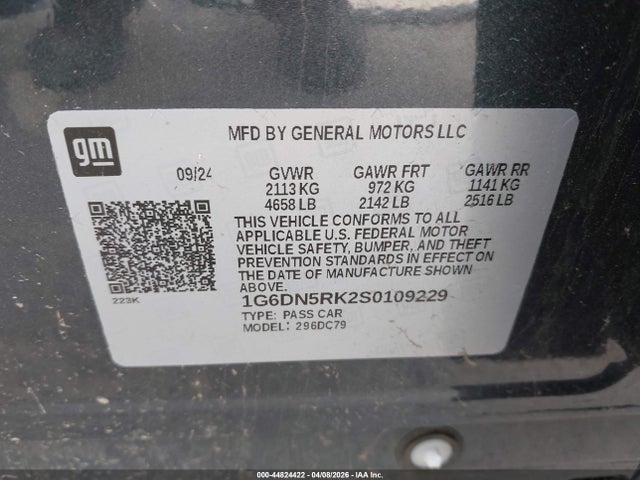 gm
MFD BY GENERAL MOTORS LLC
09/24 GVWR GAWR FRT GAWR RR
2113 KG 972 KG 1141 KG
4658 LB 2142 LB 2516 LB
THIS VEHICLE CONFORMS TO ALL
APPLICABLE U.S. FEDERAL MOTOR
VEHICLE SAFETY, BUMPER, AND THEFT
PREVENTION STANDARDS IN EFFECT ON
THE DATE OF MANUFACTURE SHOWN
ABOVE.
223K
1G6DN5RK2S0109229
TYPE: PASS CAR
MODEL: 296DC79
000-44824422 - 04/08/2026 - IAA Inc.